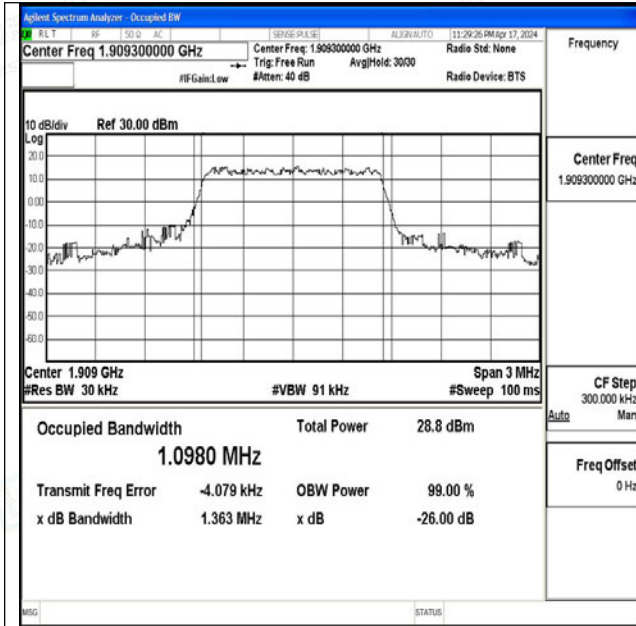 Agilent Spectrum Analyzer - Occupied BW
RL T RF 50 Ω AC SENSE:PULSE ALIGNAUTO 11:29:26 PM Apr 17, 2024
Center Freq 1.909300000 GHz
Center Freq: 1.909300000 GHz
Radio Std: None
Trig: Free Run Avg|Hold: 30/30
#IFGain:Low #Atten: 40 dB Radio Device: BTS
10 dB/div Ref 30.00 dBm
Log
20.0
10.0
0.00
-10.0
-20.0
-30.0
-40.0
-50.0
-60.0
Center 1.909 GHz Span 3 MHz
#Res BW 30 kHz #VBW 91 kHz #Sweep 100 ms
Occupied Bandwidth Total Power 28.8 dBm
1.0980 MHz
Transmit Freq Error -4.079 kHz OBW Power 99.00 %
x dB Bandwidth 1.363 MHz x dB -26.00 dB
MSG STATUS
Frequency
Center Freq
1.909300000 GHz
CF Step
300.000 kHz
Auto Man
Freq Offset
0 Hz